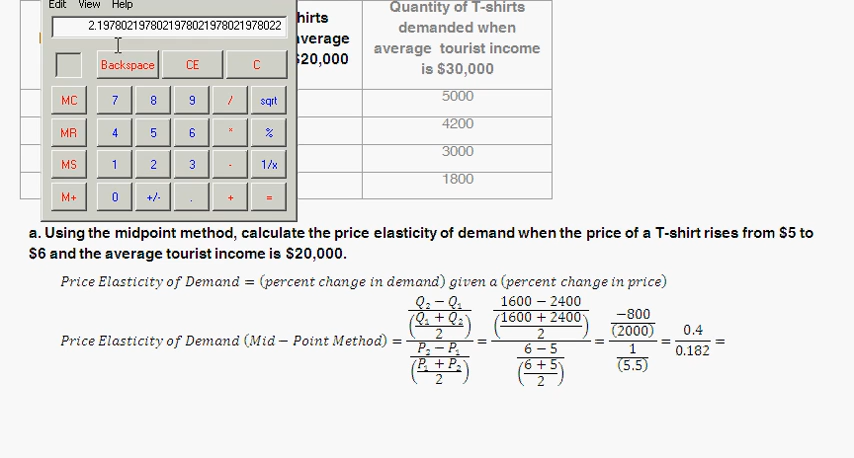 Edit View Help
2.1978021978021978021978021978022
Backspace CE C
MC 7 8 9 / sqrt
MR 4 5 6 * %
MS 1 2 3 - 1/x
M+ 0 +/- . + =
hirts
verage
$20,000
Quantity of T-shirts
demanded when
average tourist income
is $30,000
5000
4200
3000
1800
a. Using the midpoint method, calculate the price elasticity of demand when the price of a T-shirt rises from $5 to
$6 and the average tourist income is $20,000.
Price Elasticity of Demand = (percent change in demand) given a (percent change in price)
Price Elasticity of Demand (Mid − Point Method) = ((Q₂ − Q₁)/((Q₁ + Q₂)/2))/((P₂ − P₁)/((P₁ + P₂)/2)) = ((1600 − 2400)/((1600 + 2400)/2))/((6 − 5)/((6 + 5)/2)) = (−800/(2000))/(1/(5.5)) = 0.4/0.182 =